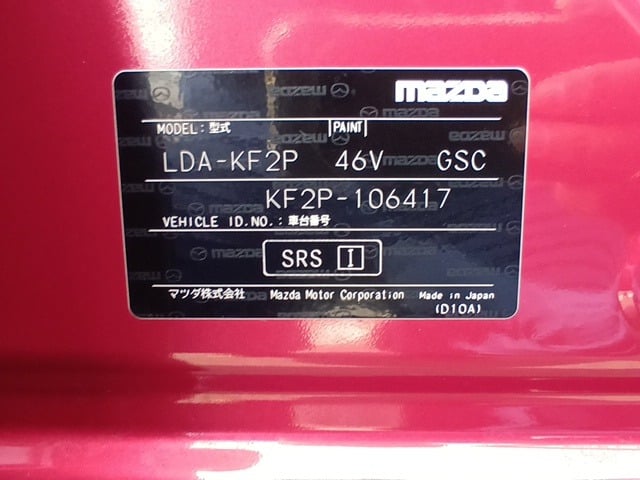 mazda
MODEL:型式 PAINT
LDA-KF2P 46V GSC
KF2P-106417
VEHICLE ID.NO.:車台番号
SRS I
マツダ株式会社 Mazda Motor Corporation Made in Japan
(D10A)